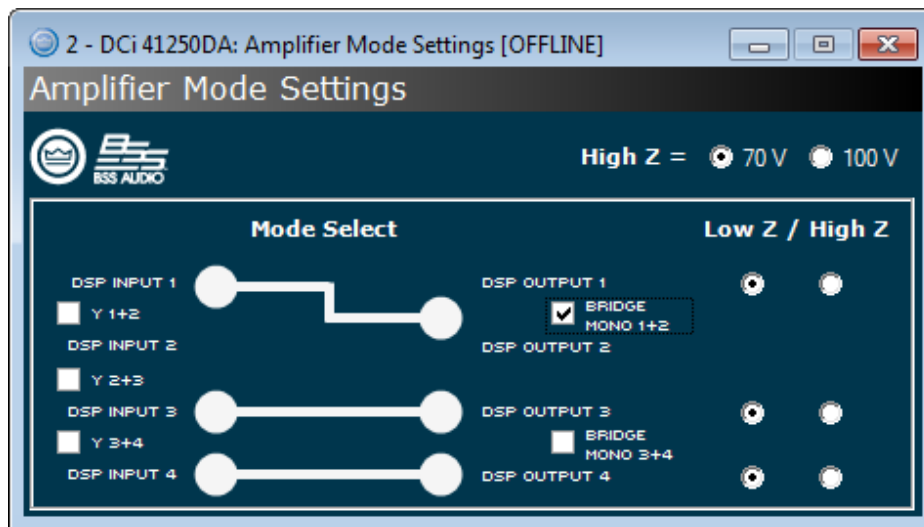 2 - DCi 41250DA: Amplifier Mode Settings [OFFLINE]
Amplifier Mode Settings
BSS AUDIO
High Z = 70 V 100 V
Mode Select Low Z / High Z
DSP INPUT 1 DSP OUTPUT 1
Y 1+2 BRIDGE
MONO 1+2
DSP INPUT 2 DSP OUTPUT 2
Y 2+3
DSP INPUT 3 DSP OUTPUT 3
Y 3+4 BRIDGE
MONO 3+4
DSP INPUT 4 DSP OUTPUT 4